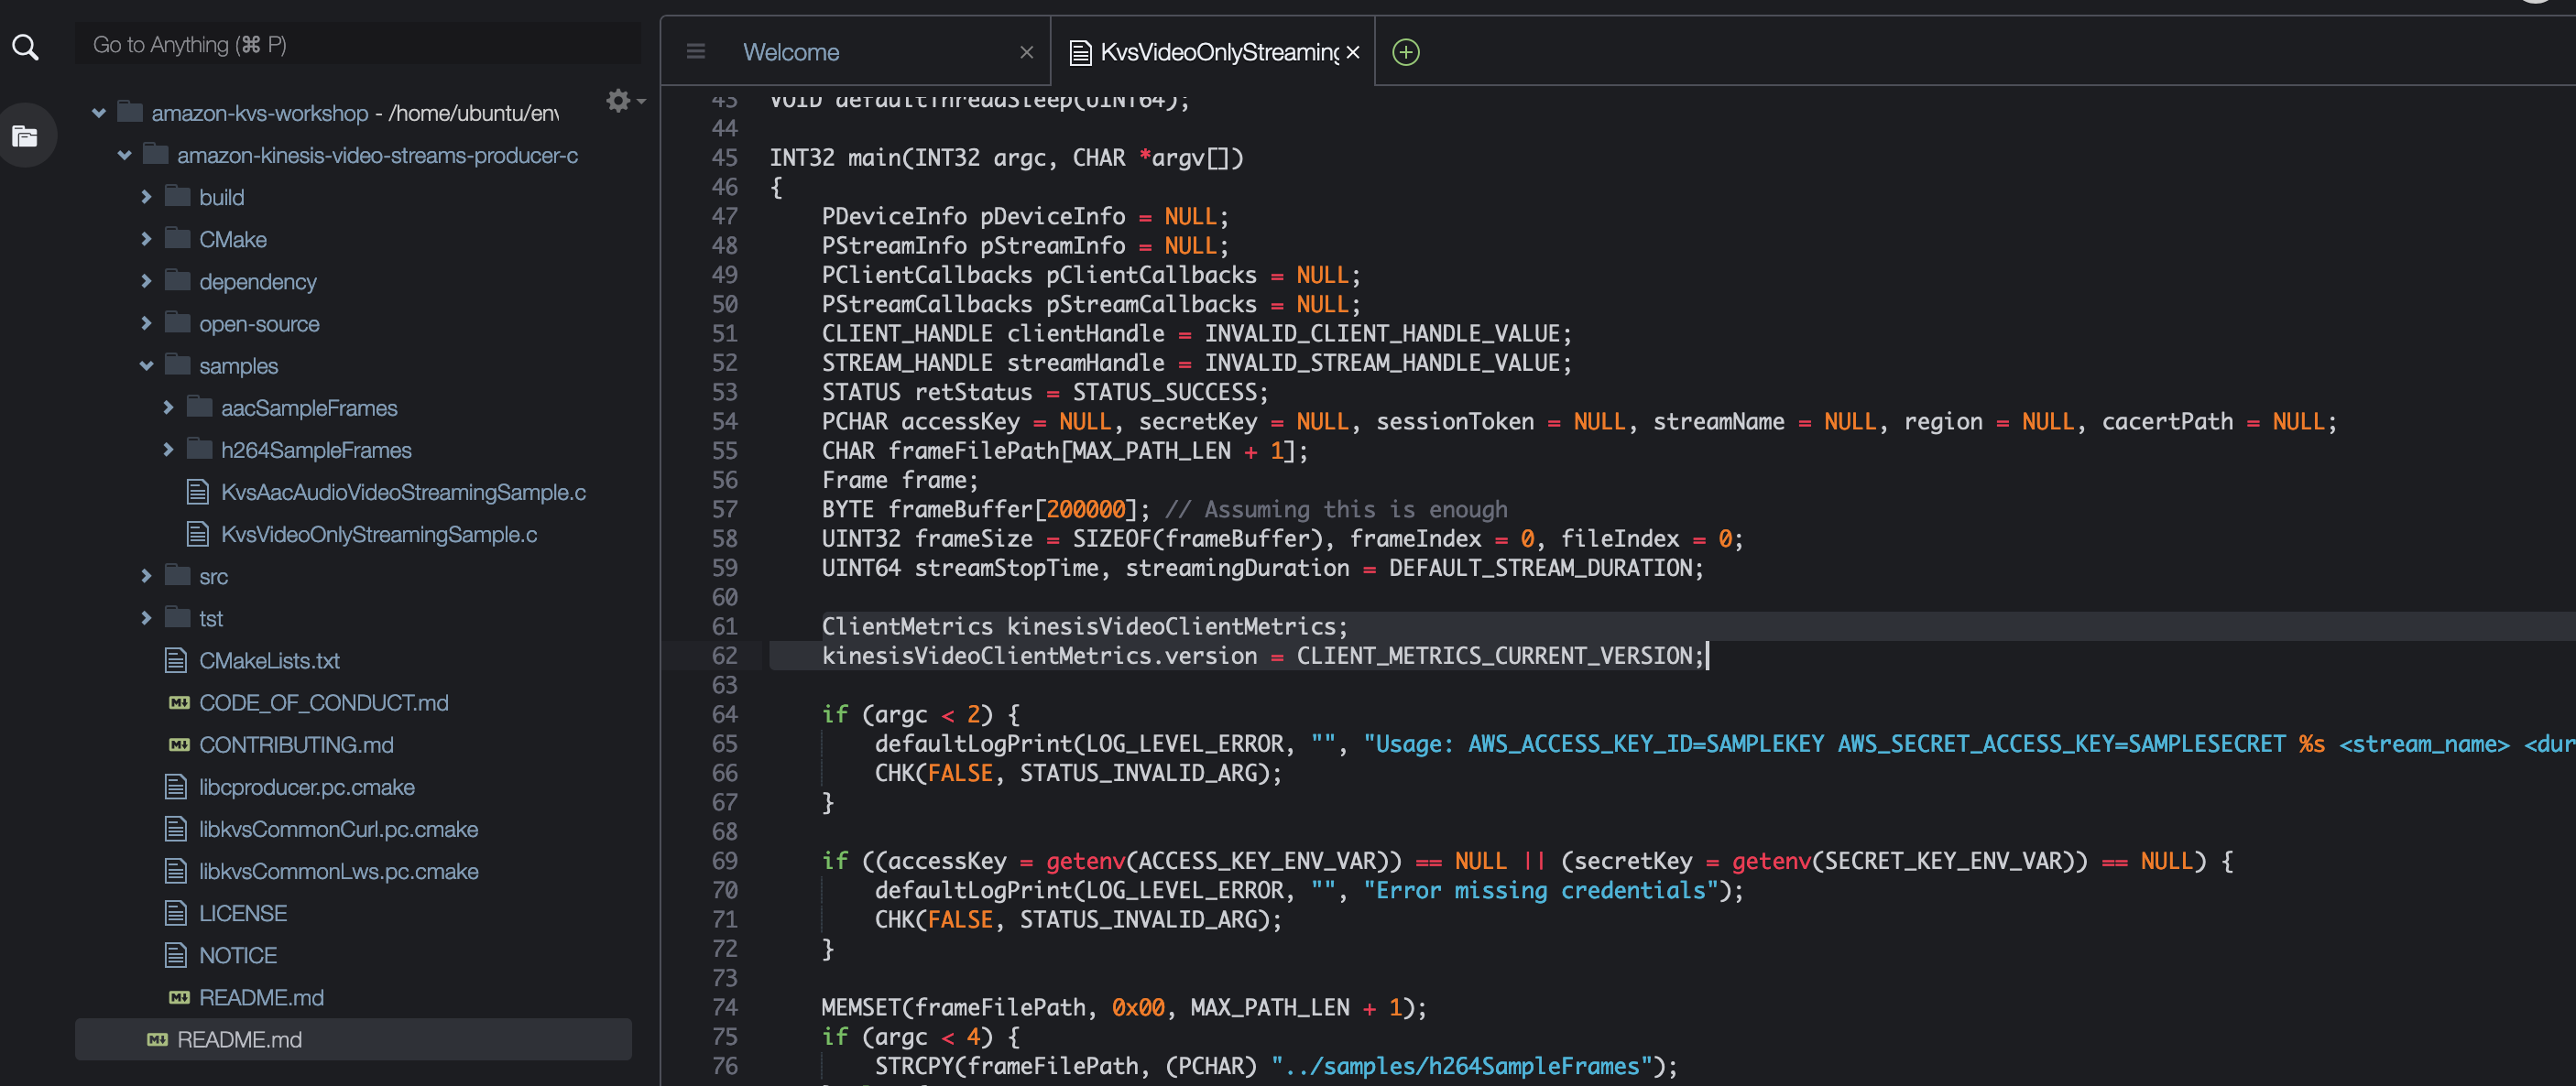 Go to Anything (⌘ P)
amazon-kvs-workshop - /home/ubuntu/env
amazon-kinesis-video-streams-producer-c
build
CMake
dependency
open-source
samples
aacSampleFrames
h264SampleFrames
KvsAacAudioVideoStreamingSample.c
KvsVideoOnlyStreamingSample.c
src
tst
CMakeLists.txt
CODE_OF_CONDUCT.md
CONTRIBUTING.md
libcproducer.pc.cmake
libkvsCommonCurl.pc.cmake
libkvsCommonLws.pc.cmake
LICENSE
NOTICE
README.md
README.md
Welcome
KvsVideoOnlyStreaming
43 VOID defaultThreadSleep(UINT64);
44
45 INT32 main(INT32 argc, CHAR *argv[])
46 {
47 PDeviceInfo pDeviceInfo = NULL;
48 PStreamInfo pStreamInfo = NULL;
49 PClientCallbacks pClientCallbacks = NULL;
50 PStreamCallbacks pStreamCallbacks = NULL;
51 CLIENT_HANDLE clientHandle = INVALID_CLIENT_HANDLE_VALUE;
52 STREAM_HANDLE streamHandle = INVALID_STREAM_HANDLE_VALUE;
53 STATUS retStatus = STATUS_SUCCESS;
54 PCHAR accessKey = NULL, secretKey = NULL, sessionToken = NULL, streamName = NULL, region = NULL, cacertPath = NULL;
55 CHAR frameFilePath[MAX_PATH_LEN + 1];
56 Frame frame;
57 BYTE frameBuffer[200000]; // Assuming this is enough
58 UINT32 frameSize = SIZEOF(frameBuffer), frameIndex = 0, fileIndex = 0;
59 UINT64 streamStopTime, streamingDuration = DEFAULT_STREAM_DURATION;
60
61 ClientMetrics kinesisVideoClientMetrics;
62 kinesisVideoClientMetrics.version = CLIENT_METRICS_CURRENT_VERSION;
63
64 if (argc < 2) {
65 defaultLogPrint(LOG_LEVEL_ERROR, "", "Usage: AWS_ACCESS_KEY_ID=SAMPLEKEY AWS_SECRET_ACCESS_KEY=SAMPLESECRET %s <stream_name> <dur
66 CHK(FALSE, STATUS_INVALID_ARG);
67 }
68
69 if ((accessKey = getenv(ACCESS_KEY_ENV_VAR)) == NULL || (secretKey = getenv(SECRET_KEY_ENV_VAR)) == NULL) {
70 defaultLogPrint(LOG_LEVEL_ERROR, "", "Error missing credentials");
71 CHK(FALSE, STATUS_INVALID_ARG);
72 }
73
74 MEMSET(frameFilePath, 0x00, MAX_PATH_LEN + 1);
75 if (argc < 4) {
76 STRCPY(frameFilePath, (PCHAR) "../samples/h264SampleFrames");